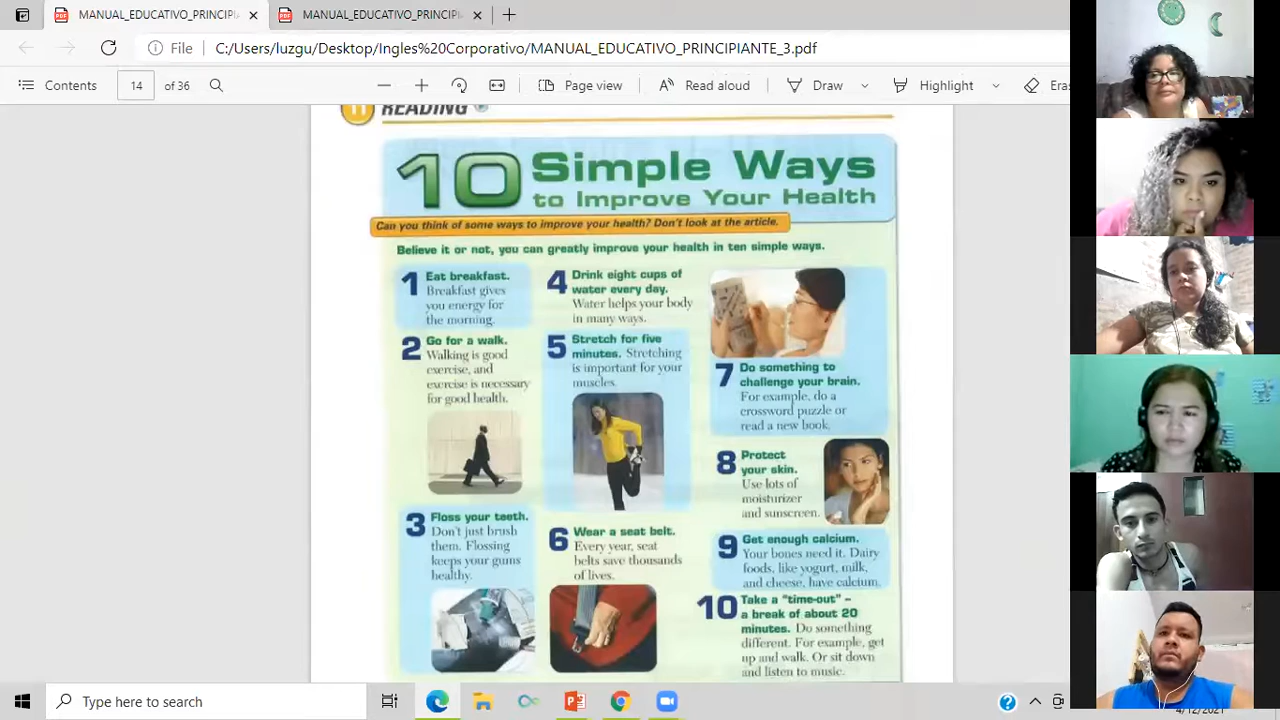 MANUAL_EDUCATIVO_PRINCIPI
MANUAL_EDUCATIVO_PRINCIPI
File
C:/Users/luzgu/Desktop/Ingles%20Corporativo/MANUAL_EDUCATIVO_PRINCIPIANTE_3.pdf
Contents
14
of 36
Page view
Read aloud
Draw
Highlight
Eras
11 READING
10 Simple Ways
to Improve Your Health
Can you think of some ways to improve your health? Don't look at the article.
Believe it or not, you can greatly improve your health in ten simple ways.
1 Eat breakfast.
Breakfast gives
you energy for
the morning.
2 Go for a walk.
Walking is good
exercise, and
exercise is necessary
for good health.
3 Floss your teeth.
Don't just brush
them. Flossing
keeps your gums
healthy.
4 Drink eight cups of
water every day.
Water helps your body
in many ways.
5 Stretch for five
minutes. Stretching
is important for your
muscles.
6 Wear a seat belt.
Every year, seat
belts save thousands
of lives.
7 Do something to
challenge your brain.
For example, do a
crossword puzzle or
read a new book.
8 Protect
your skin.
Use lots of
moisturizer
and sunscreen.
9 Get enough calcium.
Your bones need it. Dairy
foods, like yogurt, milk,
and cheese, have calcium.
10 Take a "time-out" –
a break of about 20
minutes. Do something
different. For example, get
up and walk. Or sit down
and listen to music.
Type here to search
4/12/2021